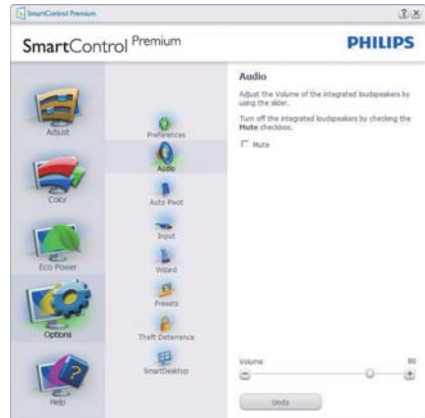 SmartControl Premium
SmartControl Premium
PHILIPS
Adjust
Color
Eco Power
Options
Help
Preferences
Audio
Auto Pivot
Input
Wizard
Presets
Theft Deterrence
SmartDesktop
Audio
Adjust the Volume of the integrated loudspeakers by
using the slider.
Turn off the integrated loudspeakers by checking the
Mute checkbox.
Mute
Volume 80
Undo